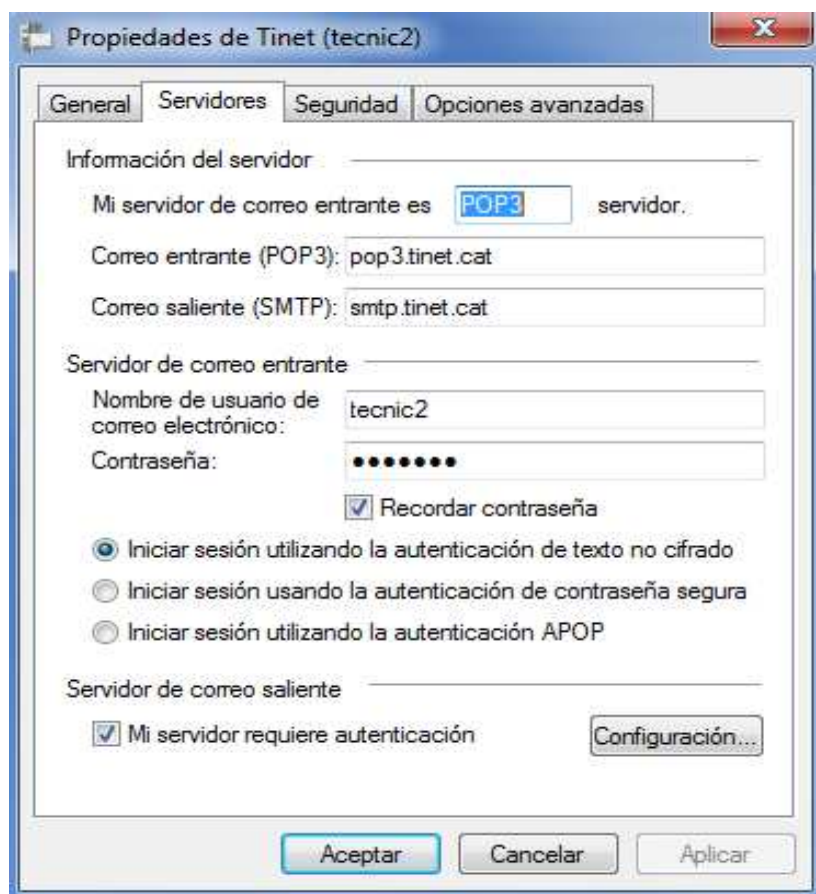 Propiedades de Tinet (tecnic2)
General Servidores Seguridad Opciones avanzadas
Información del servidor
Mi servidor de correo entrante es POP3 servidor.
Correo entrante (POP3): pop3.tinet.cat
Correo saliente (SMTP): smtp.tinet.cat
Servidor de correo entrante
Nombre de usuario de
correo electrónico: tecnic2
Contraseña: •••••••
Recordar contraseña
Iniciar sesión utilizando la autenticación de texto no cifrado
Iniciar sesión usando la autenticación de contraseña segura
Iniciar sesión utilizando la autenticación APOP
Servidor de correo saliente
Mi servidor requiere autenticación Configuración...
Aceptar Cancelar Aplicar